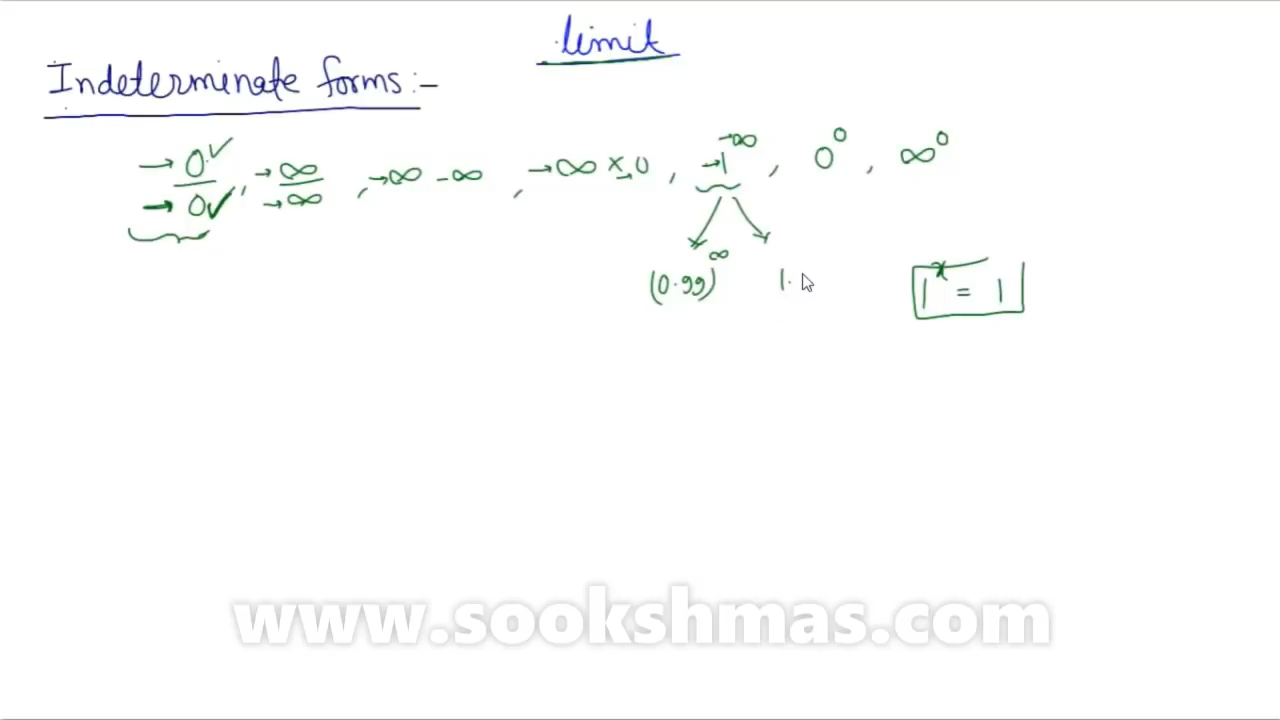 limit
Indeterminate forms :-
→0/→0, →∞/→∞, →∞ - ∞, →∞ × →0, →1^→∞, 0^0, ∞^0
(0.99)^∞ 1. 1^x = 1
www.sookshmas.com